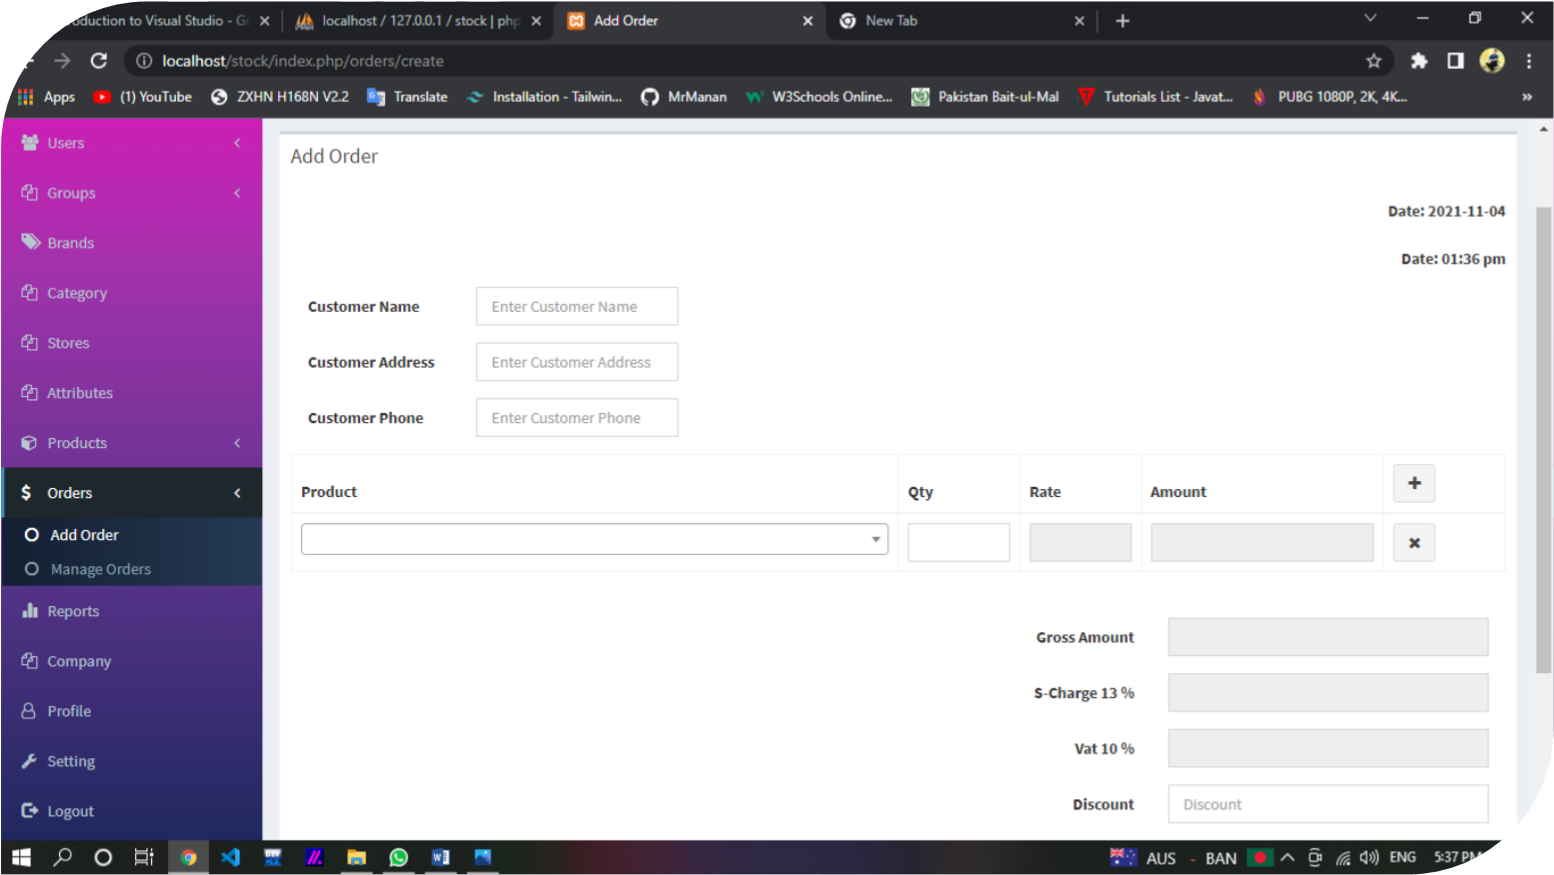 oduction to Visual Studio - Ge
localhost / 127.0.0.1 / stock | php
Add Order
New Tab
localhost/stock/index.php/orders/create
Apps
(1) YouTube
ZXHN H168N V2.2
Translate
Installation - Tailwin...
MrManan
W3Schools Online...
Pakistan Bait-ul-Mal
Tutorials List - Javat...
PUBG 1080P, 2K, 4K...
»
Users
Groups
Brands
Category
Stores
Attributes
Products
Orders
Add Order
Manage Orders
Reports
Company
Profile
Setting
Logout
Add Order
Date: 2021-11-04
Date: 01:36 pm
Customer Name
Enter Customer Name
Customer Address
Enter Customer Address
Customer Phone
Enter Customer Phone
Product Qty Rate Amount
Gross Amount
S-Charge 13 %
Vat 10 %
Discount
Discount
AUS - BAN
ENG
5:37 PM